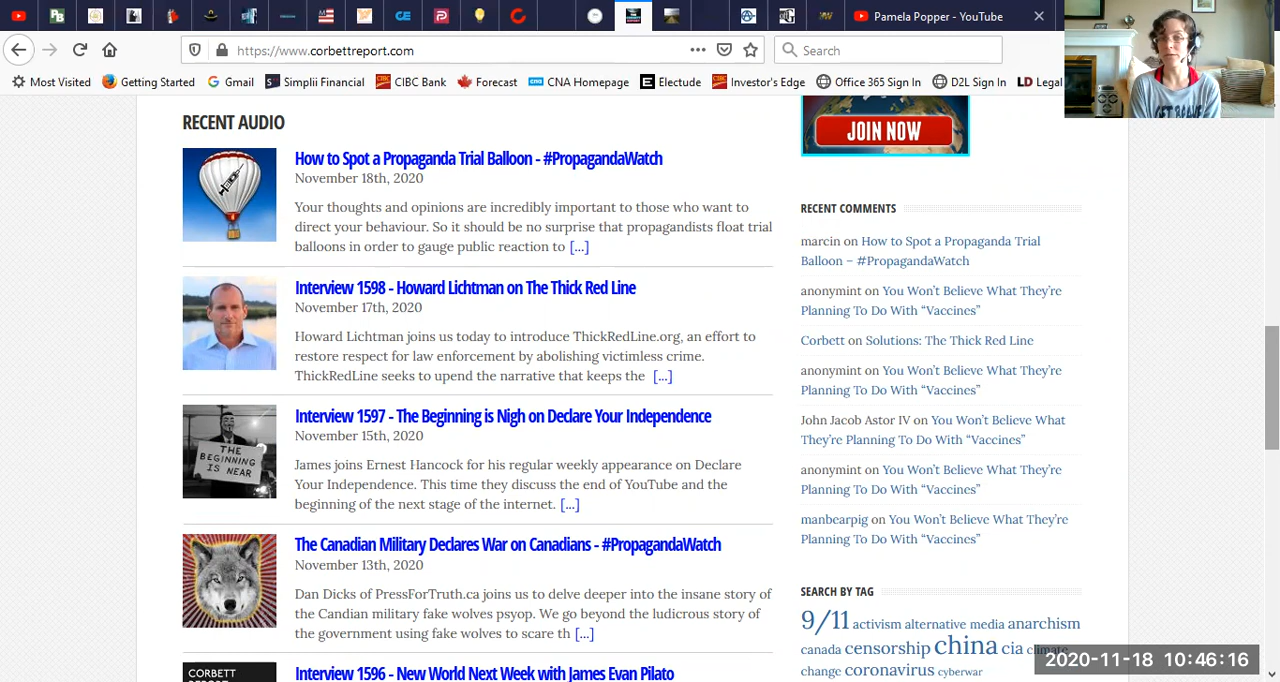 Pamela Popper - YouTube
https://www.corbettreport.com
Search
Most Visited Getting Started Gmail Simplii Financial CIBC Bank Forecast CNA Homepage Electude Investor's Edge Office 365 Sign In D2L Sign In Legal
RECENT AUDIO
How to Spot a Propaganda Trial Balloon - #PropagandaWatch
November 18th, 2020
Your thoughts and opinions are incredibly important to those who want to
direct your behaviour. So it should be no surprise that propagandists float trial
balloons in order to gauge public reaction to [...]
Interview 1598 - Howard Lichtman on The Thick Red Line
November 17th, 2020
Howard Lichtman joins us today to introduce ThickRedLine.org, an effort to
restore respect for law enforcement by abolishing victimless crime.
ThickRedLine seeks to upend the narrative that keeps the [...]
THE
BEGINNING
IS NEAR
Interview 1597 - The Beginning is Nigh on Declare Your Independence
November 15th, 2020
James joins Ernest Hancock for his regular weekly appearance on Declare
Your Independence. This time they discuss the end of YouTube and the
beginning of the next stage of the internet. [...]
The Canadian Military Declares War on Canadians - #PropagandaWatch
November 13th, 2020
Dan Dicks of PressForTruth.ca joins us to delve deeper into the insane story of
the Candian military fake wolves psyop. We go beyond the ludicrous story of
the government using fake wolves to scare th [...]
CORBETT
Interview 1596 - New World Next Week with James Evan Pilato
JOIN NOW
RECENT COMMENTS
marcin on How to Spot a Propaganda Trial
Balloon – #PropagandaWatch
anonymint on You Won't Believe What They're
Planning To Do With “Vaccines”
Corbett on Solutions: The Thick Red Line
anonymint on You Won't Believe What They're
Planning To Do With “Vaccines”
John Jacob Astor IV on You Won't Believe What
They're Planning To Do With “Vaccines”
anonymint on You Won't Believe What They're
Planning To Do With “Vaccines”
manbearpig on You Won't Believe What They're
Planning To Do With “Vaccines”
SEARCH BY TAG
9/11 activism alternative media anarchism
canada censorship china cia climate
change coronavirus cyberwar
2020-11-18 10:46:16